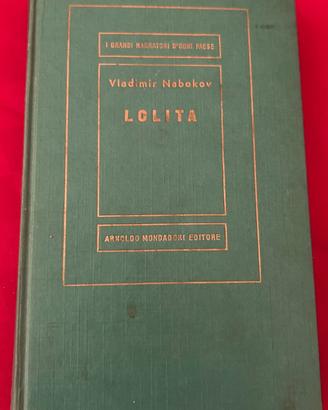 I GRANDI NARRATORI D'OGNI PAESE
Vladimir Nabokov
LOLITA
ARNOLDO MONDADORI EDITORE